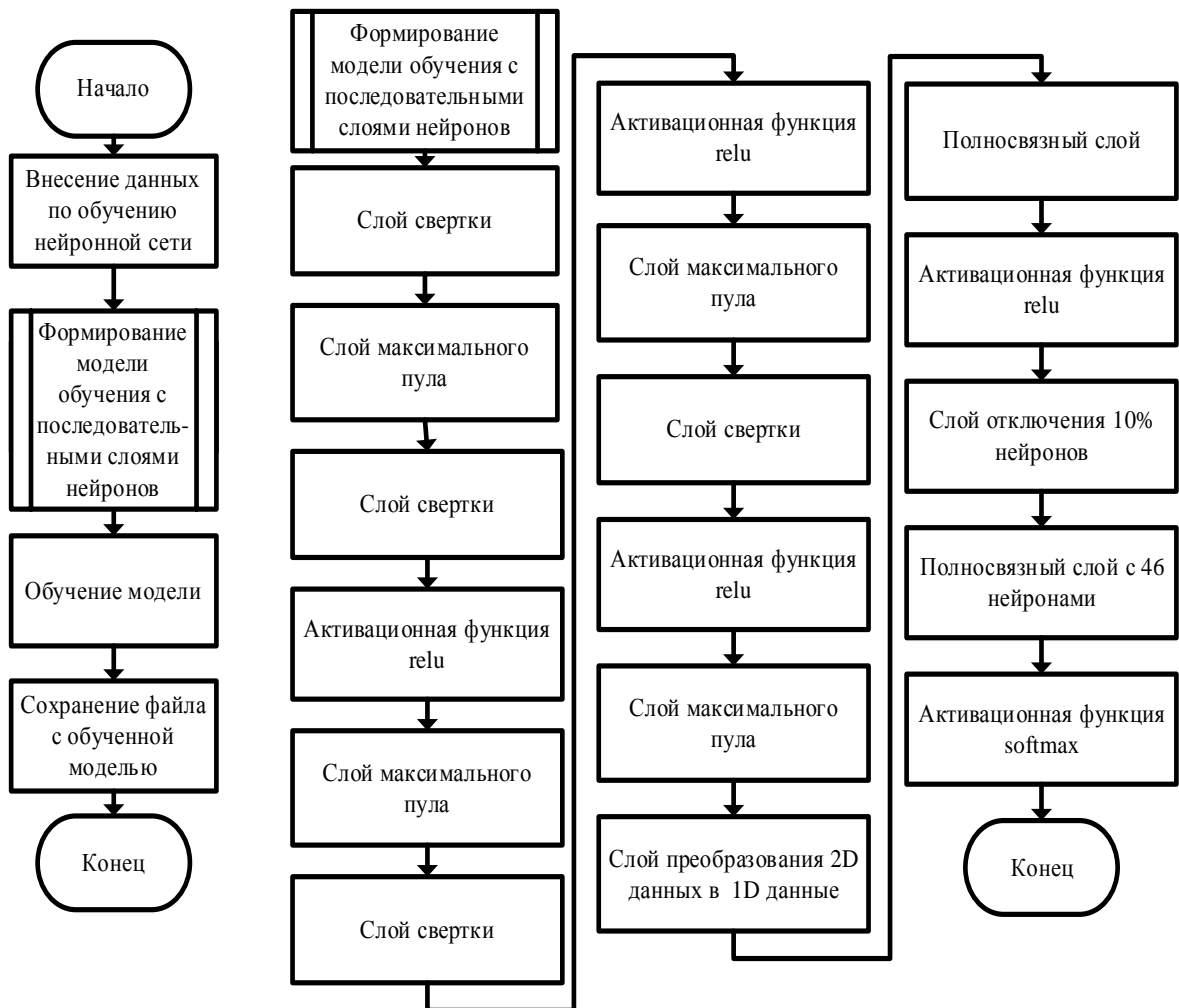 Начало
Внесение данных
по обучению
нейронной сети
Формирование
модели
обучения с
последователь-
ными слоями
нейронов
Обучение модели
Сохранение файла
с обученной
моделью
Конец
Формирование
модели обучения с
последовательными
слоями нейронов
Слой свертки
Слой максимального
пула
Слой свертки
Активационная функция
relu
Слой максимального
пула
Слой свертки
Активационная функция
relu
Слой максимального
пула
Слой свертки
Активационная функция
relu
Слой максимального
пула
Слой преобразования 2D
данных в 1D данные
Полносвязный слой
Активационная функция
relu
Слой отключения 10%
нейронов
Полносвязный слой с 46
нейронами
Активационная функция
softmax
Конец